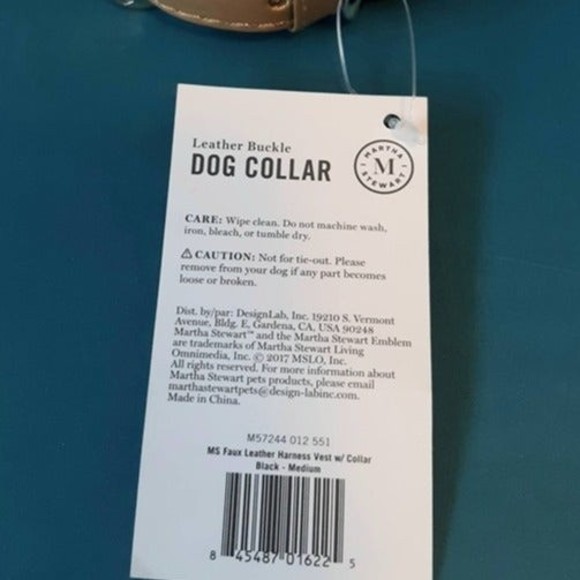 Leather Buckle
DOG COLLAR
MARTHA
M
STEWART
CARE: Wipe clean. Do not machine wash,
iron, bleach, or tumble dry.
⚠ CAUTION: Not for tie-out. Please
remove from your dog if any part becomes
loose or broken.
Dist. by/par: DesignLab, Inc. 19210 S. Vermont
Avenue, Bldg. E, Gardena, CA, USA 90248
Martha Stewart™ and the Martha Stewart Emblem
are trademarks of Martha Stewart Living
Omnimedia, Inc. © 2017 MSLO, Inc.
All rights reserved. For more information about
Martha Stewart pets products, please email
marthastewartpets@design-labinc.com.
Made in China.
M57244 012 551
MS Faux Leather Harness Vest w/ Collar
Black - Medium
8 45487 01622 5